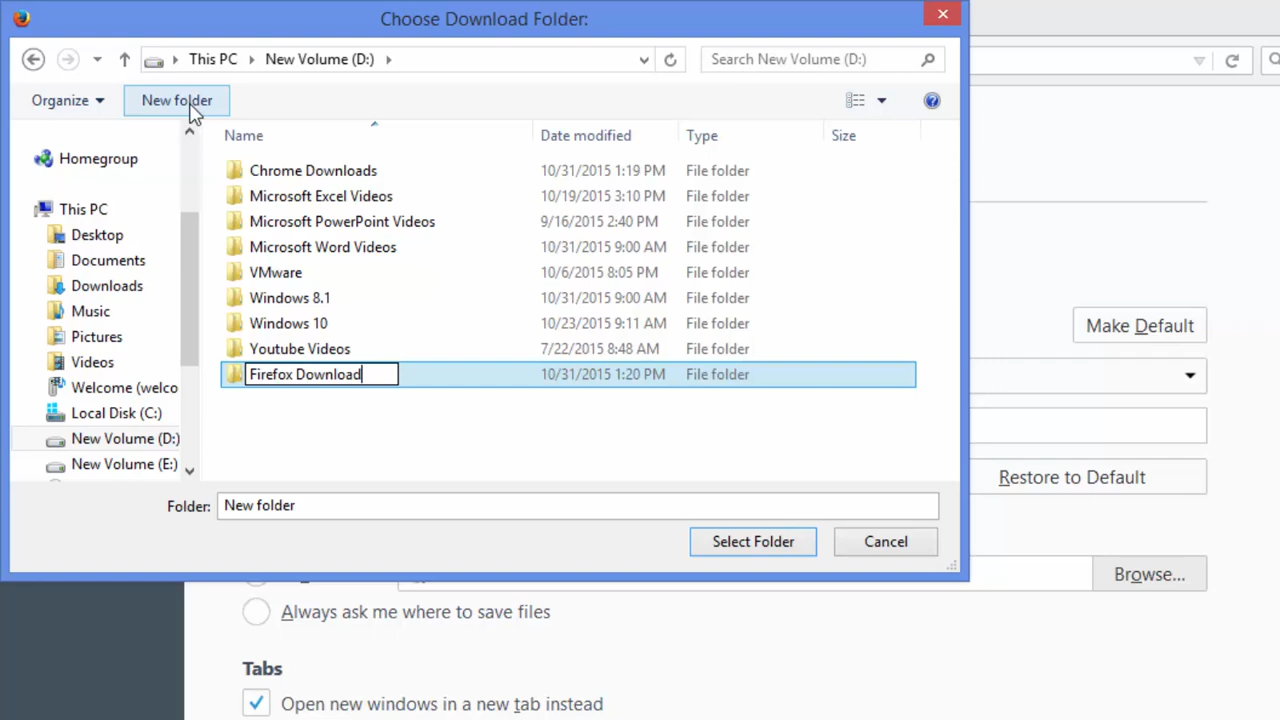 Choose Download Folder:
This PC New Volume (D:)
Search New Volume (D:)
Organize
New folder
Name Date modified Type Size
Homegroup
This PC
Desktop
Documents
Downloads
Music
Pictures
Videos
Welcome (welco
Local Disk (C:)
New Volume (D:)
New Volume (E:)
Chrome Downloads 10/31/2015 1:19 PM File folder
Microsoft Excel Videos 10/19/2015 3:10 PM File folder
Microsoft PowerPoint Videos 9/16/2015 2:40 PM File folder
Microsoft Word Videos 10/31/2015 9:00 AM File folder
VMware 10/6/2015 8:05 PM File folder
Windows 8.1 10/31/2015 9:00 AM File folder
Windows 10 10/23/2015 9:11 AM File folder
Youtube Videos 7/22/2015 8:48 AM File folder
Firefox Download 10/31/2015 1:20 PM File folder
Folder: New folder
Select Folder Cancel
Make Default
Restore to Default
Browse...
Always ask me where to save files
Tabs
Open new windows in a new tab instead